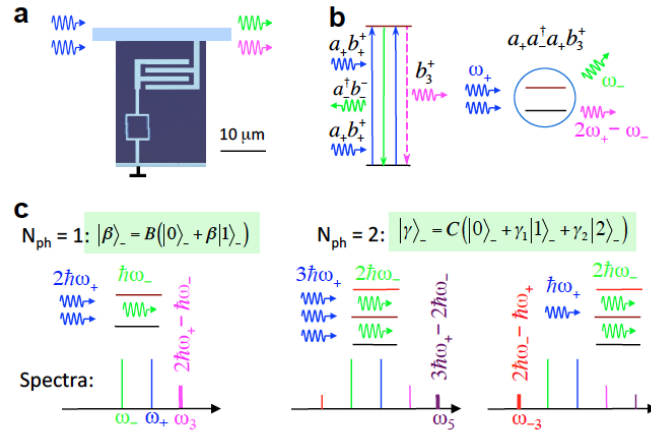 a
10 μm
b
a₊b₃⁺
a₊b₊⁺
a₋†b₋⁻
b₃⁺
a₊b₊⁺
a₊a₋†a₊b₃⁺
ω₊
ω₋
2ω₊ − ω₋
c
N_ph = 1: |β⟩₋ = B(|0⟩₋ + β|1⟩₋)
2ħω₊
ħω₋
2ħω₊ − ħω₋
Spectra:
ω₋
ω₊
ω₃
N_ph = 2: |γ⟩₋ = C(|0⟩₋ + γ₁|1⟩₋ + γ₂|2⟩₋)
3ħω₊
2ħω₋
3ħω₊ − 2ħω₋
ω₅
2ħω₋ − ħω₊
ħω₊
2ħω₋
ω₋₃